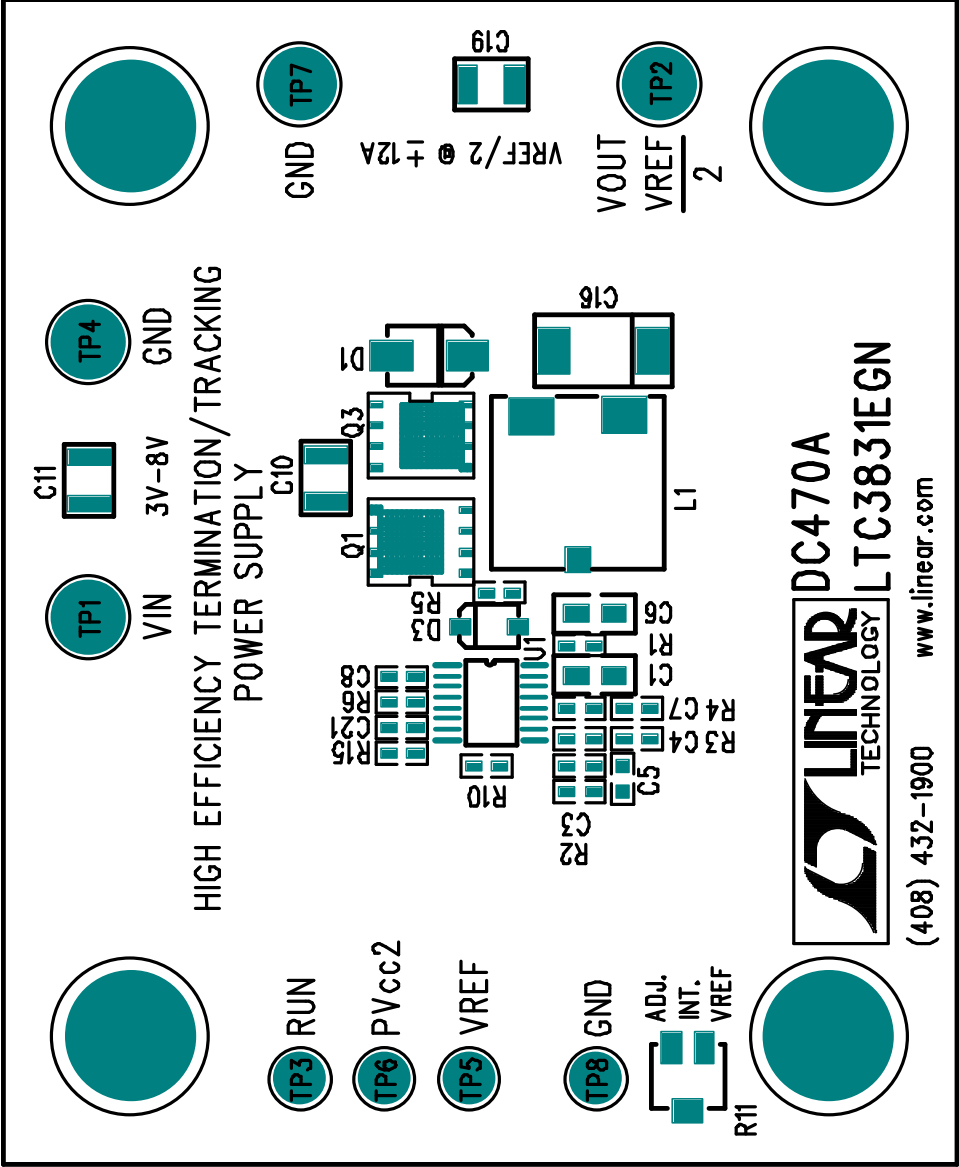 TP1
VIN
C11
3V-8V
TP4
GND
HIGH EFFICIENCY TERMINATION/TRACKING
POWER SUPPLY
TP3
RUN
TP6
PVcc2
TP5
VREF
TP8
GND
ADJ.
INT.
VREF
R11
TP7
GND
C19
VREF/2 @ ±12A
TP2
VOUT
VREF
2
C10
D1
Q3
Q1
R5
D3
C8
R6
C21
R15
U1
R10
C6
R1
C1
C7 R4
C4 R3
C5
C3
R2
L1
C16
LINEAR
TECHNOLOGY
DC470A
LTC3831EGN
(408) 432-1900
www.linear.com